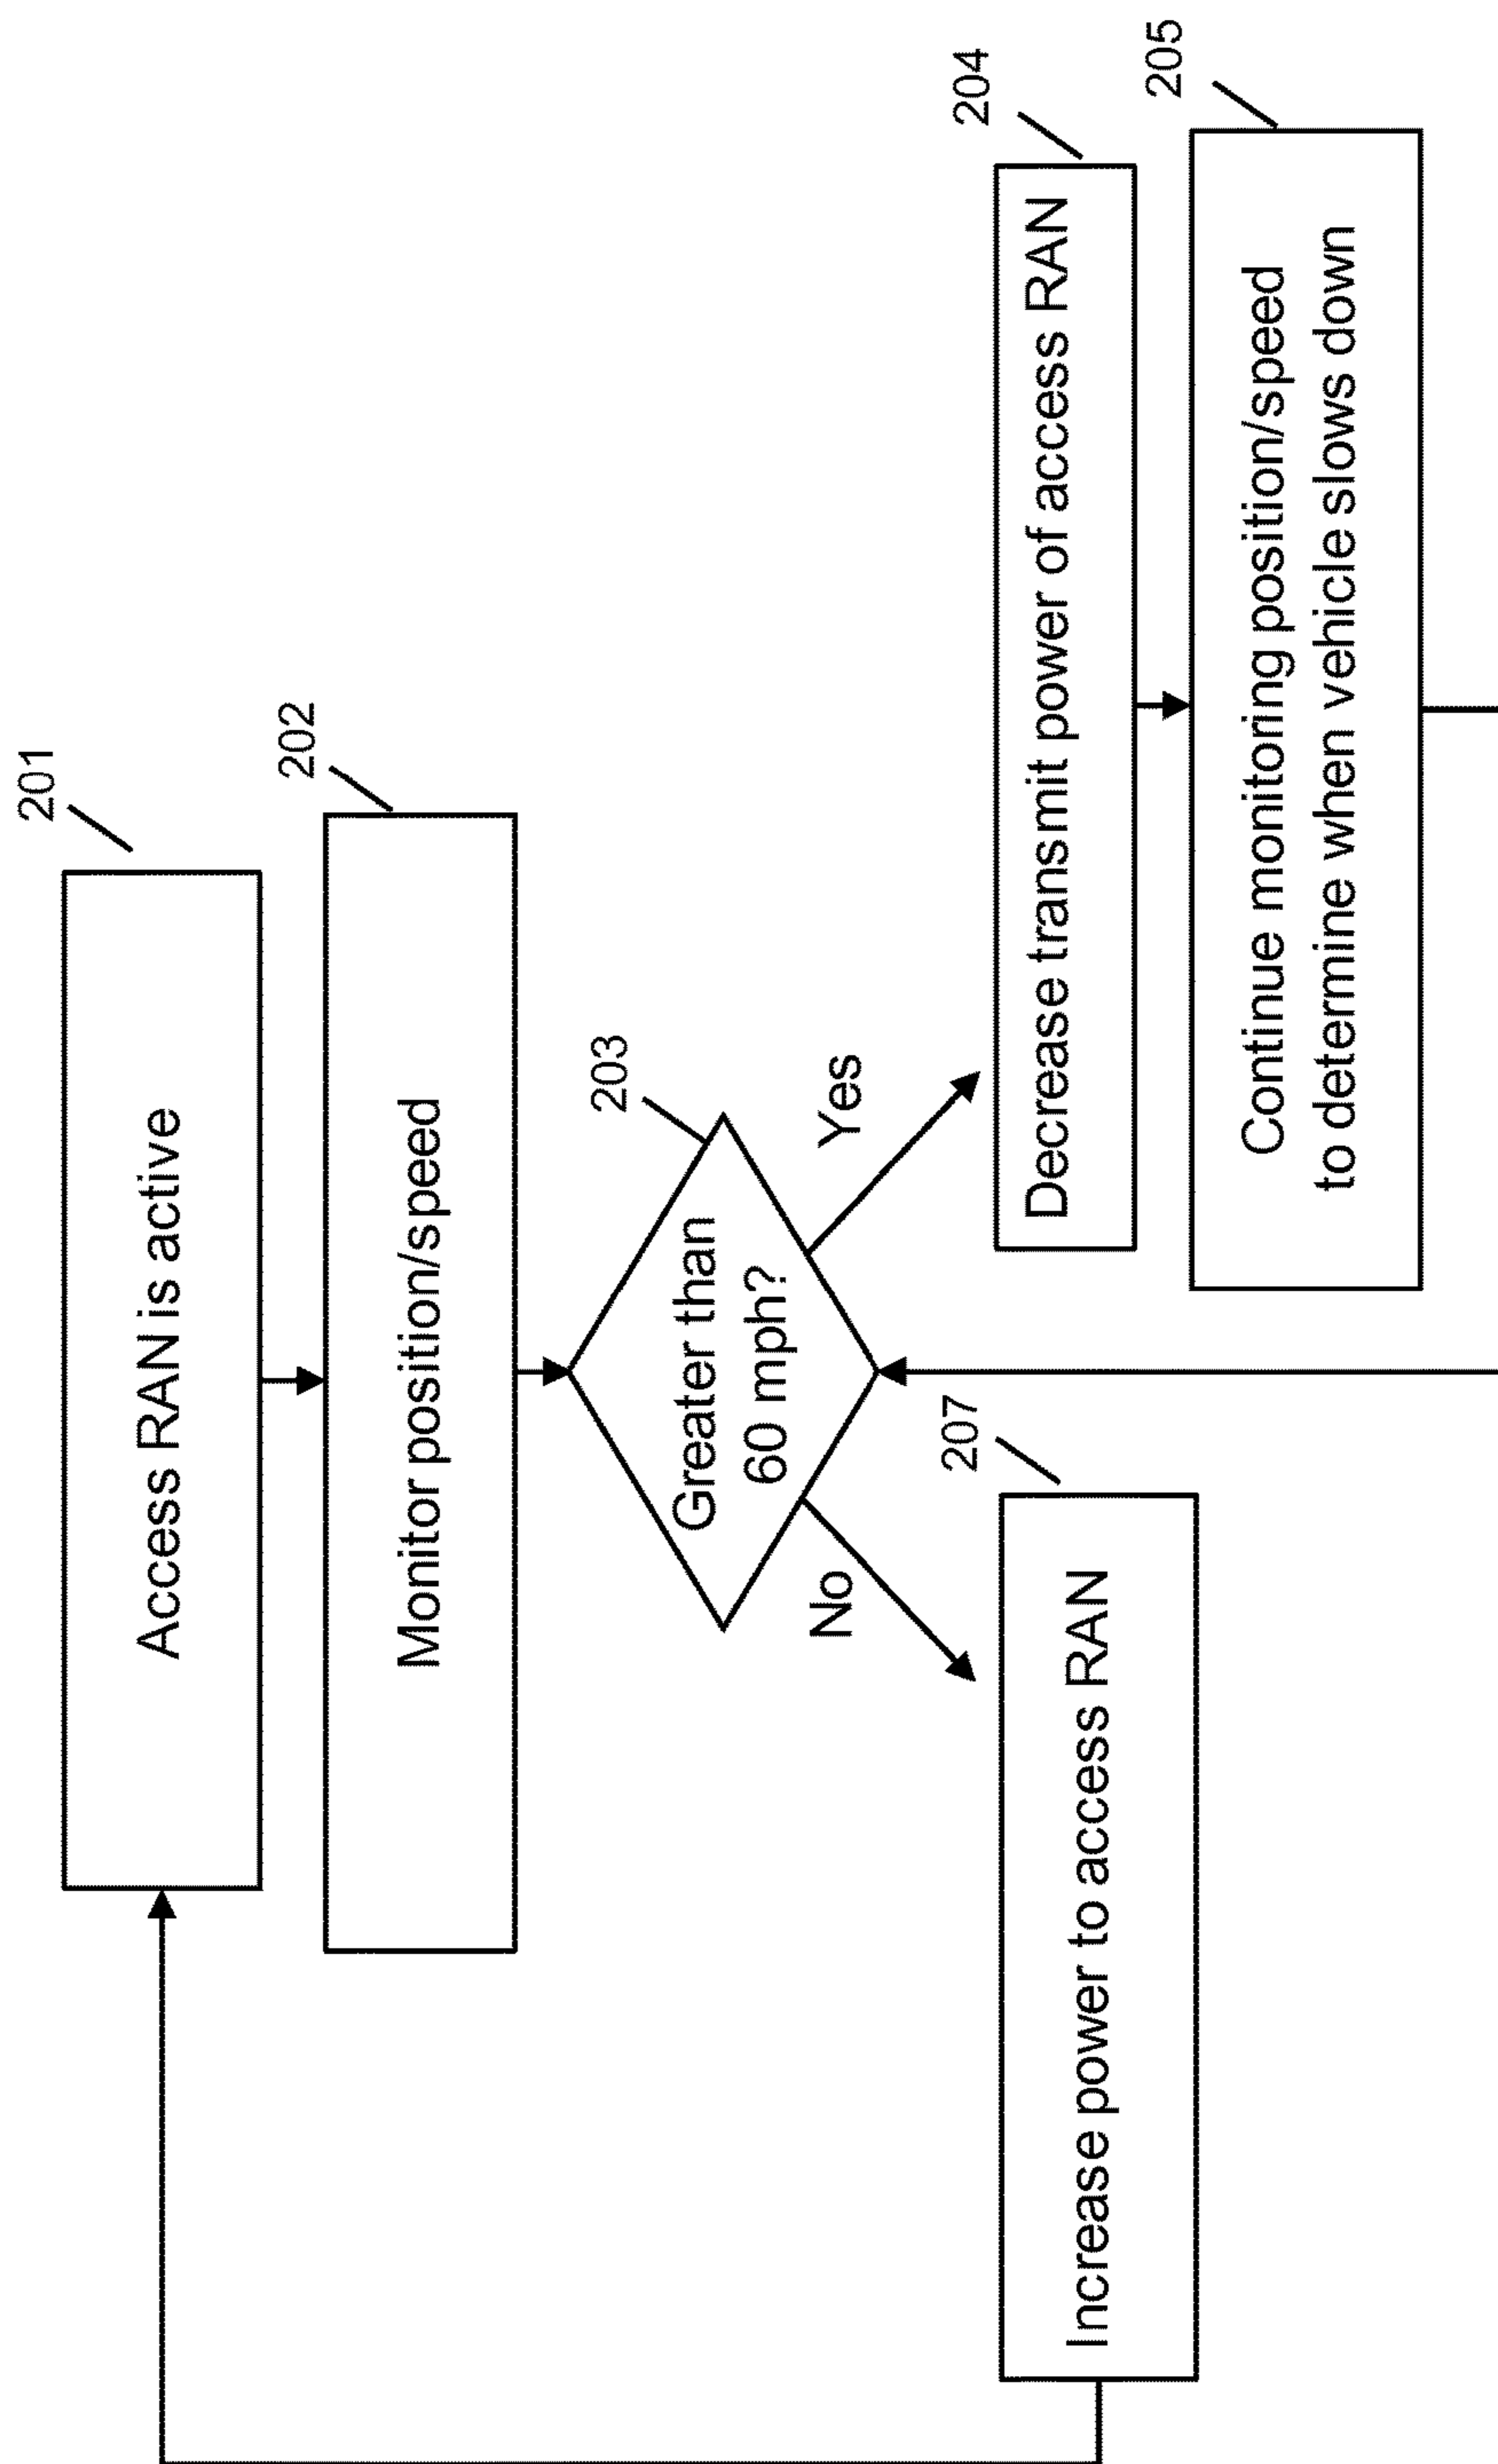 201
Access RAN is active
202
Monitor position/speed
203
Greater than
60 mph?
Yes
No
204
Decrease transmit power of access RAN
205
Continue monitoring position/speed
to determine when vehicle slows down
207
Increase power to access RAN